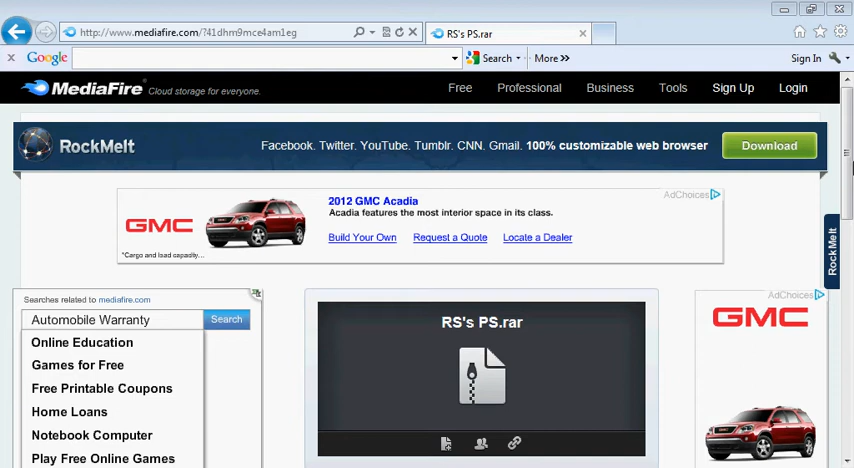 http://www.mediafire.com/?41dhm9mce4am1eg
RS's PS.rar
x Google Search More »
Sign In
MediaFire Cloud storage for everyone.
Free Professional Business Tools Sign Up Login
RockMelt
Facebook. Twitter. YouTube. Tumblr. CNN. Gmail. 100% customizable web browser
Download
AdChoices
GMC
*Cargo and load capacity...
2012 GMC Acadia
Acadia features the most interior space in its class.
Build Your Own Request a Quote Locate a Dealer
RockMelt
Searches related to mediafire.com
Automobile Warranty Search
Online Education
Games for Free
Free Printable Coupons
Home Loans
Notebook Computer
Play Free Online Games
RS's PS.rar
AdChoices
GMC